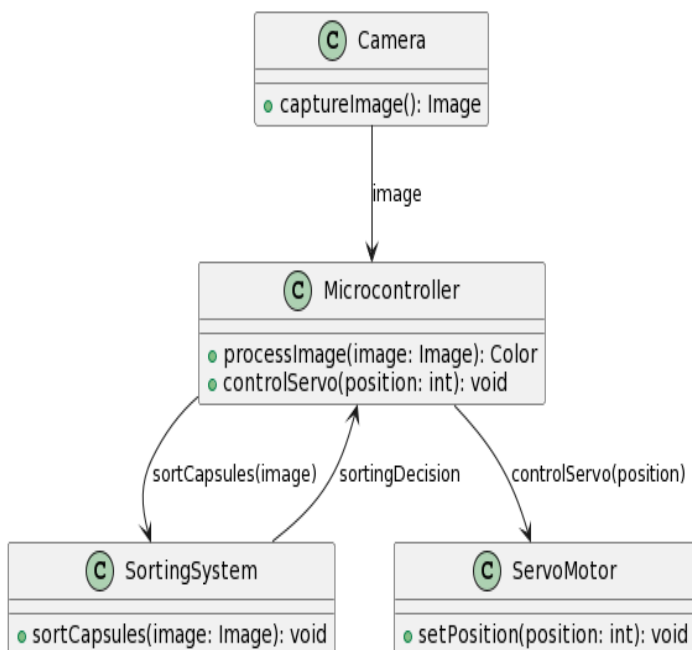 C Camera
captureImage(): Image
image
C Microcontroller
processImage(image: Image): Color
controlServo(position: int): void
sortCapsules(image)
sortingDecision
controlServo(position)
C SortingSystem
sortCapsules(image: Image): void
C ServoMotor
setPosition(position: int): void